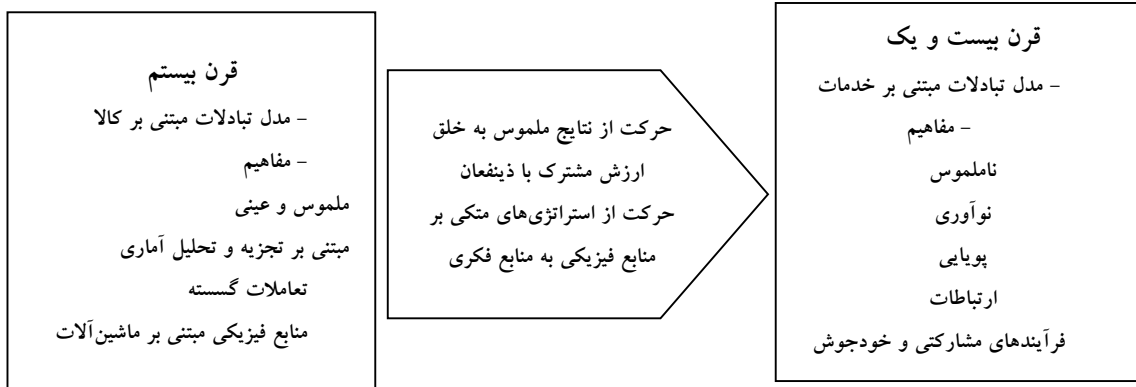 قرن بیستم
- مدل تبادلات مبتنی بر کالا
- مفاهیم
ملموس و عینی
مبتنی بر تجزیه و تحلیل آماری
تعاملات گسسته
منابع فیزیکی مبتنی بر ماشین‌آلات
حرکت از نتایج ملموس به خلق
ارزش مشترک با ذینفعان
حرکت از استراتژی‌های متکی بر
منابع فیزیکی به منابع فکری
قرن بیست و یک
- مدل تبادلات مبتنی بر خدمات
- مفاهیم
ناملموس
نوآوری
پویایی
ارتباطات
فرآیندهای مشارکتی و خودجوش